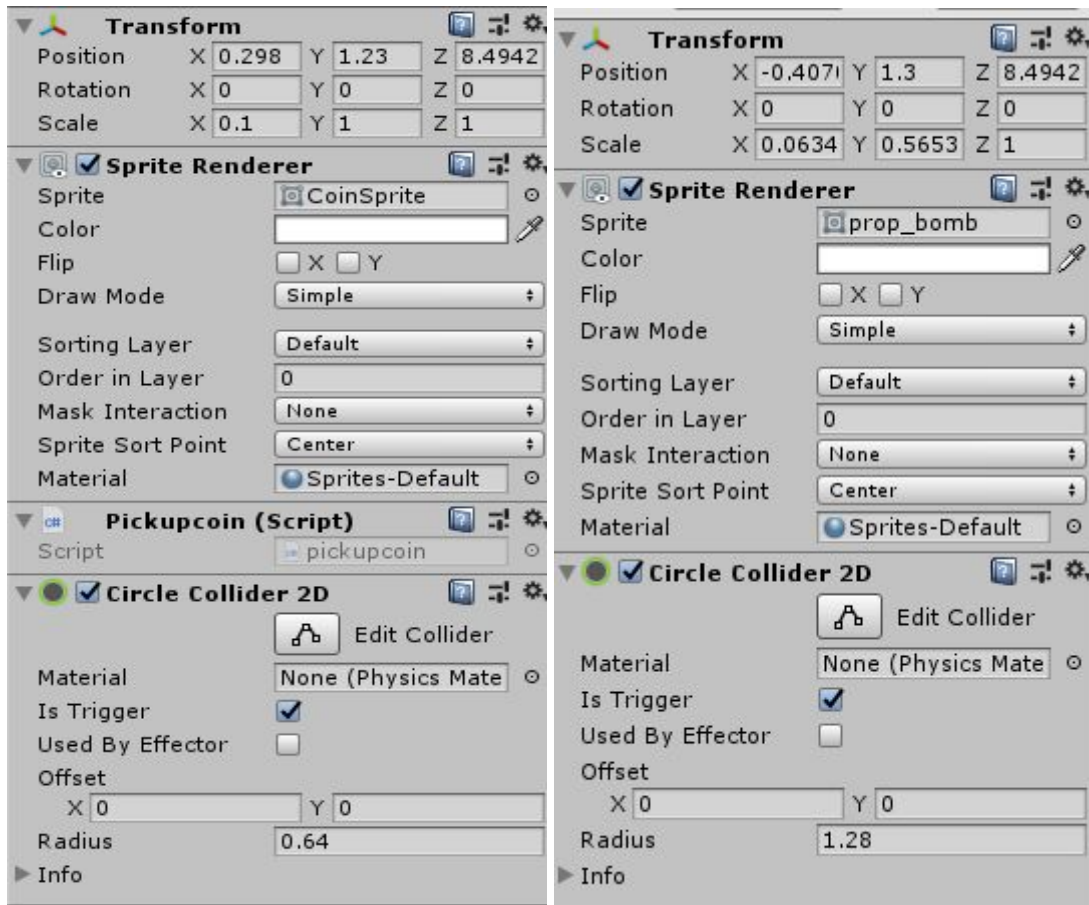 Transform
Position X 0.298 Y 1.23 Z 8.4942
Rotation X 0 Y 0 Z 0
Scale X 0.1 Y 1 Z 1
Sprite Renderer
Sprite CoinSprite
Color
Flip X Y
Draw Mode Simple
Sorting Layer Default
Order in Layer 0
Mask Interaction None
Sprite Sort Point Center
Material Sprites-Default
c# Pickupcoin (Script)
Script pickupcoin
Circle Collider 2D
Edit Collider
Material None (Physics Mate
Is Trigger
Used By Effector
Offset
X 0 Y 0
Radius 0.64
Info
Transform
Position X -0.407 Y 1.3 Z 8.4942
Rotation X 0 Y 0 Z 0
Scale X 0.0634 Y 0.5653 Z 1
Sprite Renderer
Sprite prop_bomb
Color
Flip X Y
Draw Mode Simple
Sorting Layer Default
Order in Layer 0
Mask Interaction None
Sprite Sort Point Center
Material Sprites-Default
Circle Collider 2D
Edit Collider
Material None (Physics Mate
Is Trigger
Used By Effector
Offset
X 0 Y 0
Radius 1.28
Info